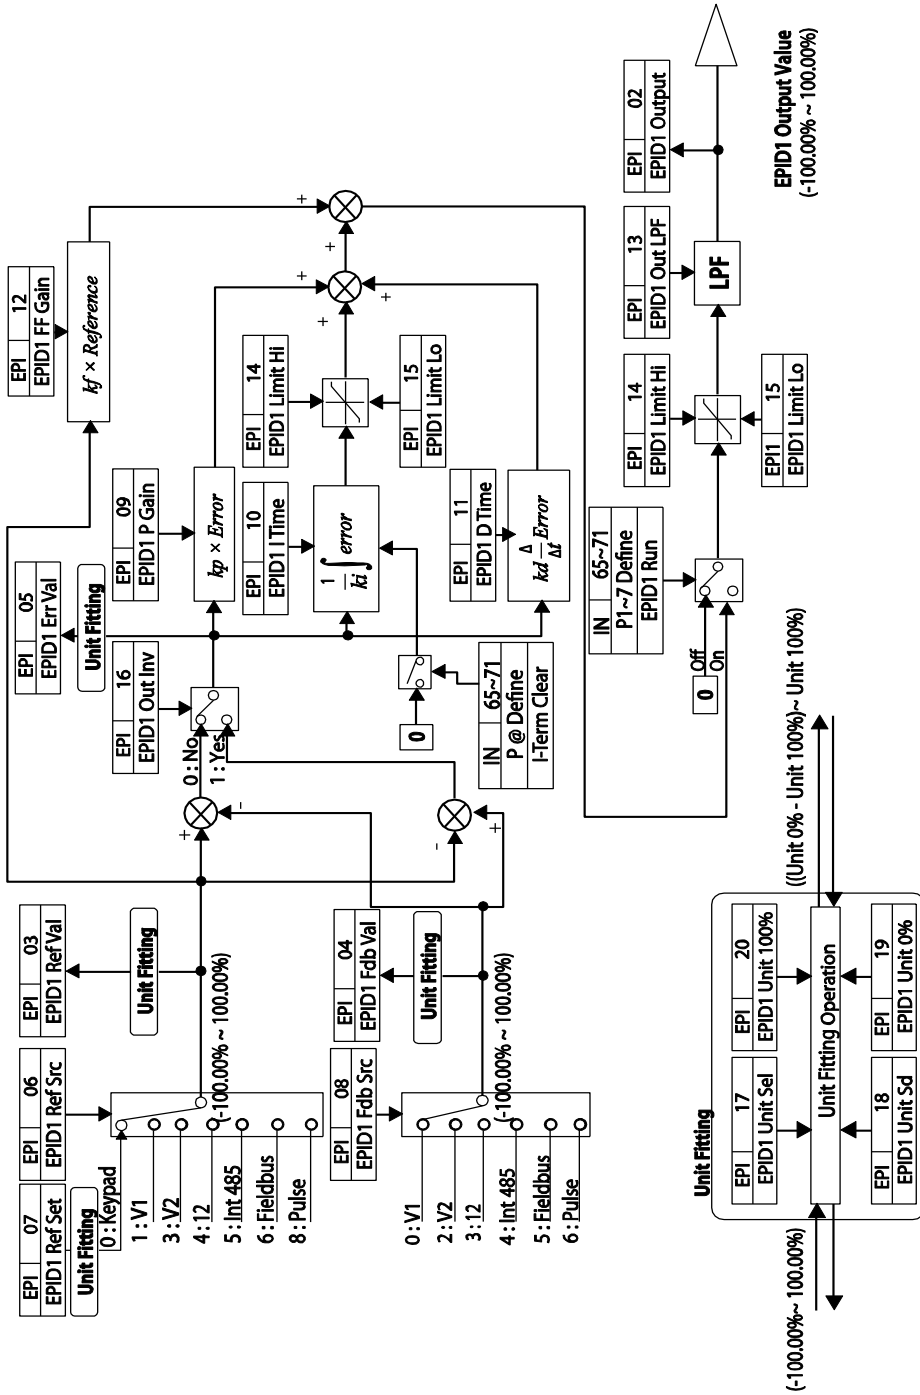 EPI 07
EPID1 Ref Set
Unit Fitting
EPI 06
EPID1 Ref Src
EPI 03
EPID1 Ref Val
Unit Fitting
0 : Keypad
1 : V1
3 : V2
4 : 12
5 : Int 485
6 : Fieldbus
8 : Pulse
(-100.00% ~ 100.00%)
EPI 08
EPID1 Fdb Src
EPI 04
EPID1 Fdb Val
Unit Fitting
0 : V1
2 : V2
3 : 12
4 : Int 485
5 : Fieldbus
6 : Pulse
(-100.00% ~ 100.00%)
+
-
-
+
0 : No
1 : Yes
EPI 16
EPID1 Out Inv
EPI 05
EPID1 Err Val
Unit Fitting
EPI 12
EPID1 FF Gain
kf × Reference
EPI 09
EPID1 P Gain
kp × Error
EPI 10
EPID1 I Time
1/ki ∫ error
EPI 14
EPID1 Limit Hi
EPI 15
EPID1 Limit Lo
EPI 11
EPID1 D Time
kd Δ/Δt Error
0
IN 65~71
P @ Define
I-Term Clear
+
+
+
+
+
IN 65~71
P1~7 Define
EPID1 Run
0
Off
On
EPI 14
EPID1 Limit Hi
EPI1 15
EPID1 Limit Lo
EPI 13
EPID1 Out LPF
LPF
EPI 02
EPID1 Output
EPID1 Output Value
(-100.00% ~ 100.00%)
Unit Fitting
EPI 17
EPID1 Unit Sel
EPI 20
EPID1 Unit 100%
Unit Fitting Operation
EPI 18
EPID1 Unit Sd
EPI 19
EPID1 Unit 0%
(-100.00%~ 100.00%)
((Unit 0% - Unit 100%)~ Unit 100%)